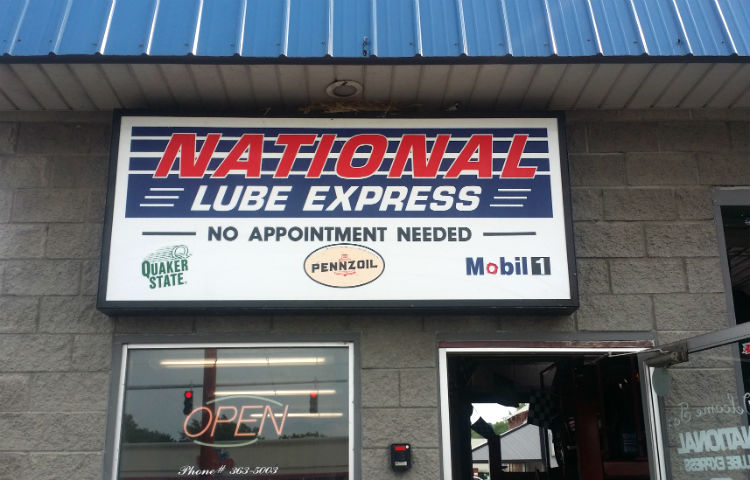 NATIONAL
LUBE EXPRESS
NO APPOINTMENT NEEDED
QUAKER
STATE
PENNZOIL
Mobil 1
OPEN
Phone# 363-5003
NATIONAL
LUBE EXPRESS